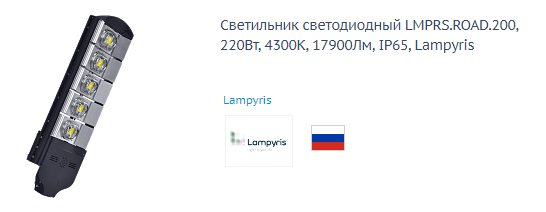 Светильник светодиодный LMPRS.ROAD.200,
220Вт, 4300К, 17900Лм, IP65, Lampyris
Lampyris
Lampyris